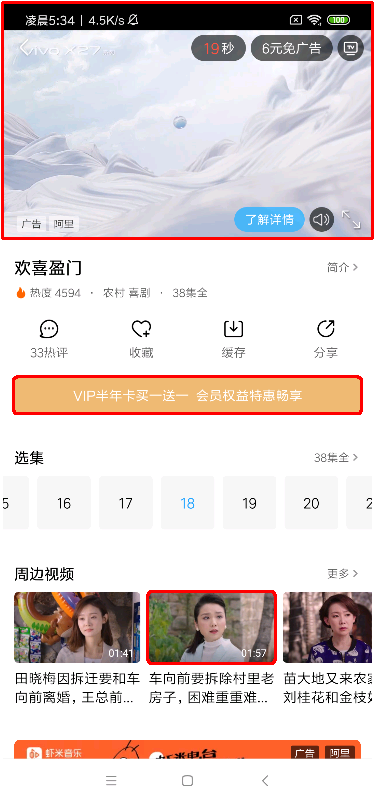 凌晨5:34 | 4.5K/s
100
vivo X27
19秒
6元免广告
TV
广告 阿里
了解详情
欢喜盈门
简介 >
热度 4594 · 农村 喜剧 · 38集全
33热评
收藏
缓存
分享
VIP半年卡买一送一 会员权益特惠畅享
选集
38集全 >
5 16 17 18 19 20 2
周边视频
更多 >
01:41
01:57
田晓梅因拆迁要和车向前离婚，王总前...
车向前要拆除村里老房子，困难重重难...
苗大地又来农
刘桂花和金枝
虾米音乐
广告 阿里